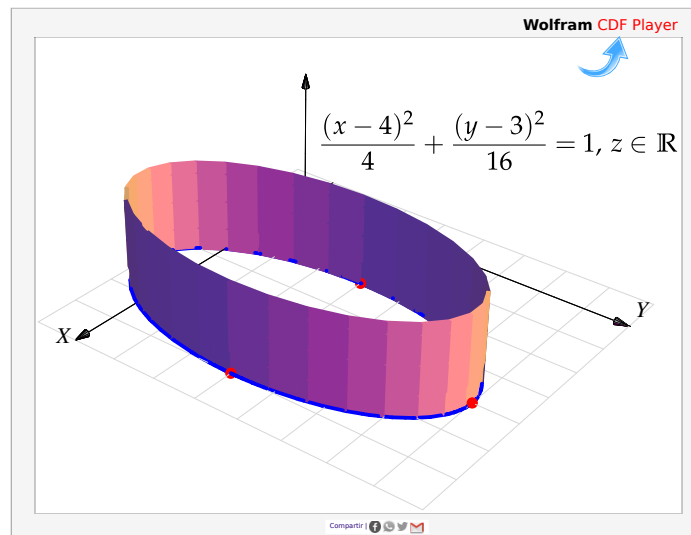 Wolfram CDF Player
(x − 4)² / 4 + (y − 3)² / 16 = 1, z ∈ ℝ
Y
X
Compartir |